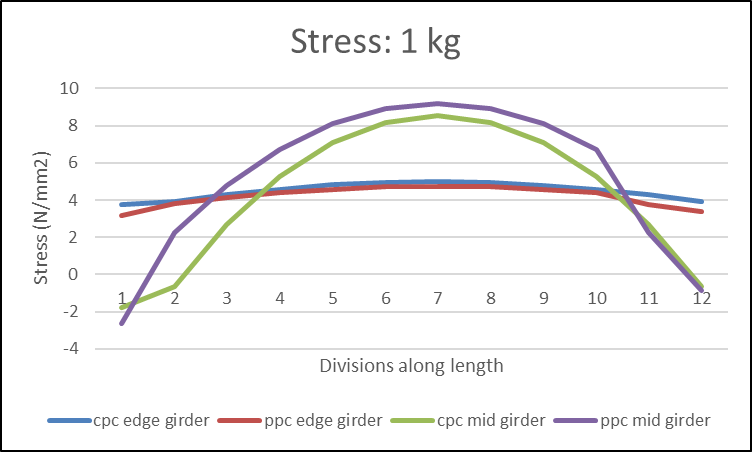 Stress: 1 kg
10
8
6
4
2
0
-2
-4
Stress (N/mm2)
1 2 3 4 5 6 7 8 9 10 11 12
Divisions along length
cpc edge girder ppc edge girder cpc mid girder ppc mid girder